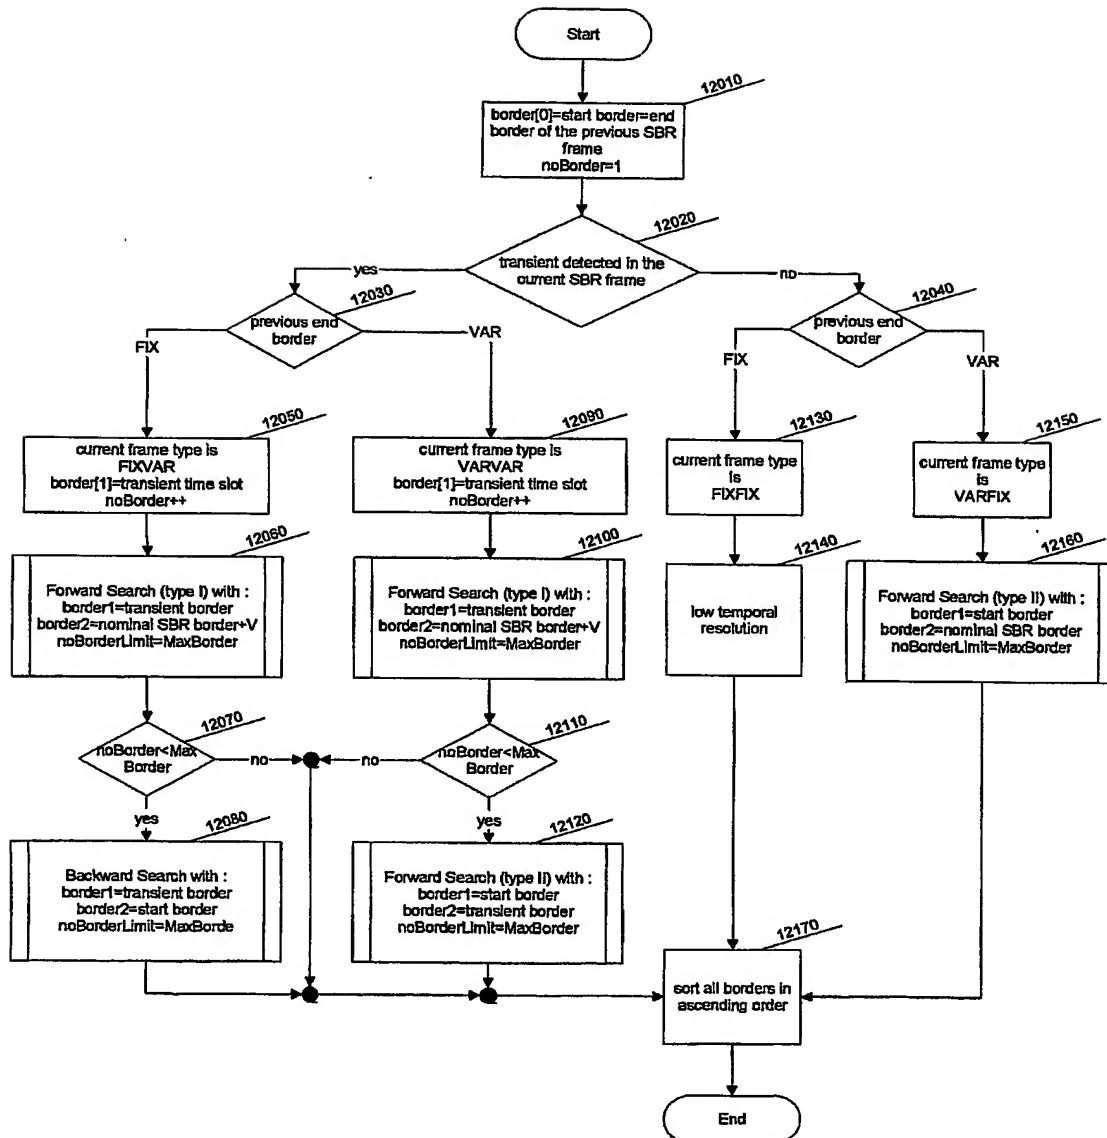 Start
12010
border[0]=start border=end
border of the previous SBR
frame
noBorder=1
12020
transient detected in the
current SBR frame
yes
no
12030
previous end
border
FIX
VAR
12040
previous end
border
FIX
VAR
12050
current frame type is
FIXVAR
border[1]=transient time slot
noBorder++
12090
current frame type is
VARVAR
border[1]=transient time slot
noBorder++
12130
current frame type
is
FIXFIX
12150
current frame type
is
VARFIX
12060
Forward Search (type I) with :
border1=transient border
border2=nominal SBR border+V
noBorderLimit=MaxBorder
12100
Forward Search (type I) with :
border1=transient border
border2=nominal SBR border+V
noBorderLimit=MaxBorder
12140
low temporal
resolution
12160
Forward Search (type II) with :
border1=start border
border2=nominal SBR border
noBorderLimit=MaxBorder
12070
noBorder<Max
Border
no
yes
12110
noBorder<Max
Border
no
yes
12080
Backward Search with :
border1=transient border
border2=start border
noBorderLimit=MaxBorde
12120
Forward Search (type II) with :
border1=start border
border2=transient border
noBorderLimit=MaxBorder
12170
sort all borders in
ascending order
End